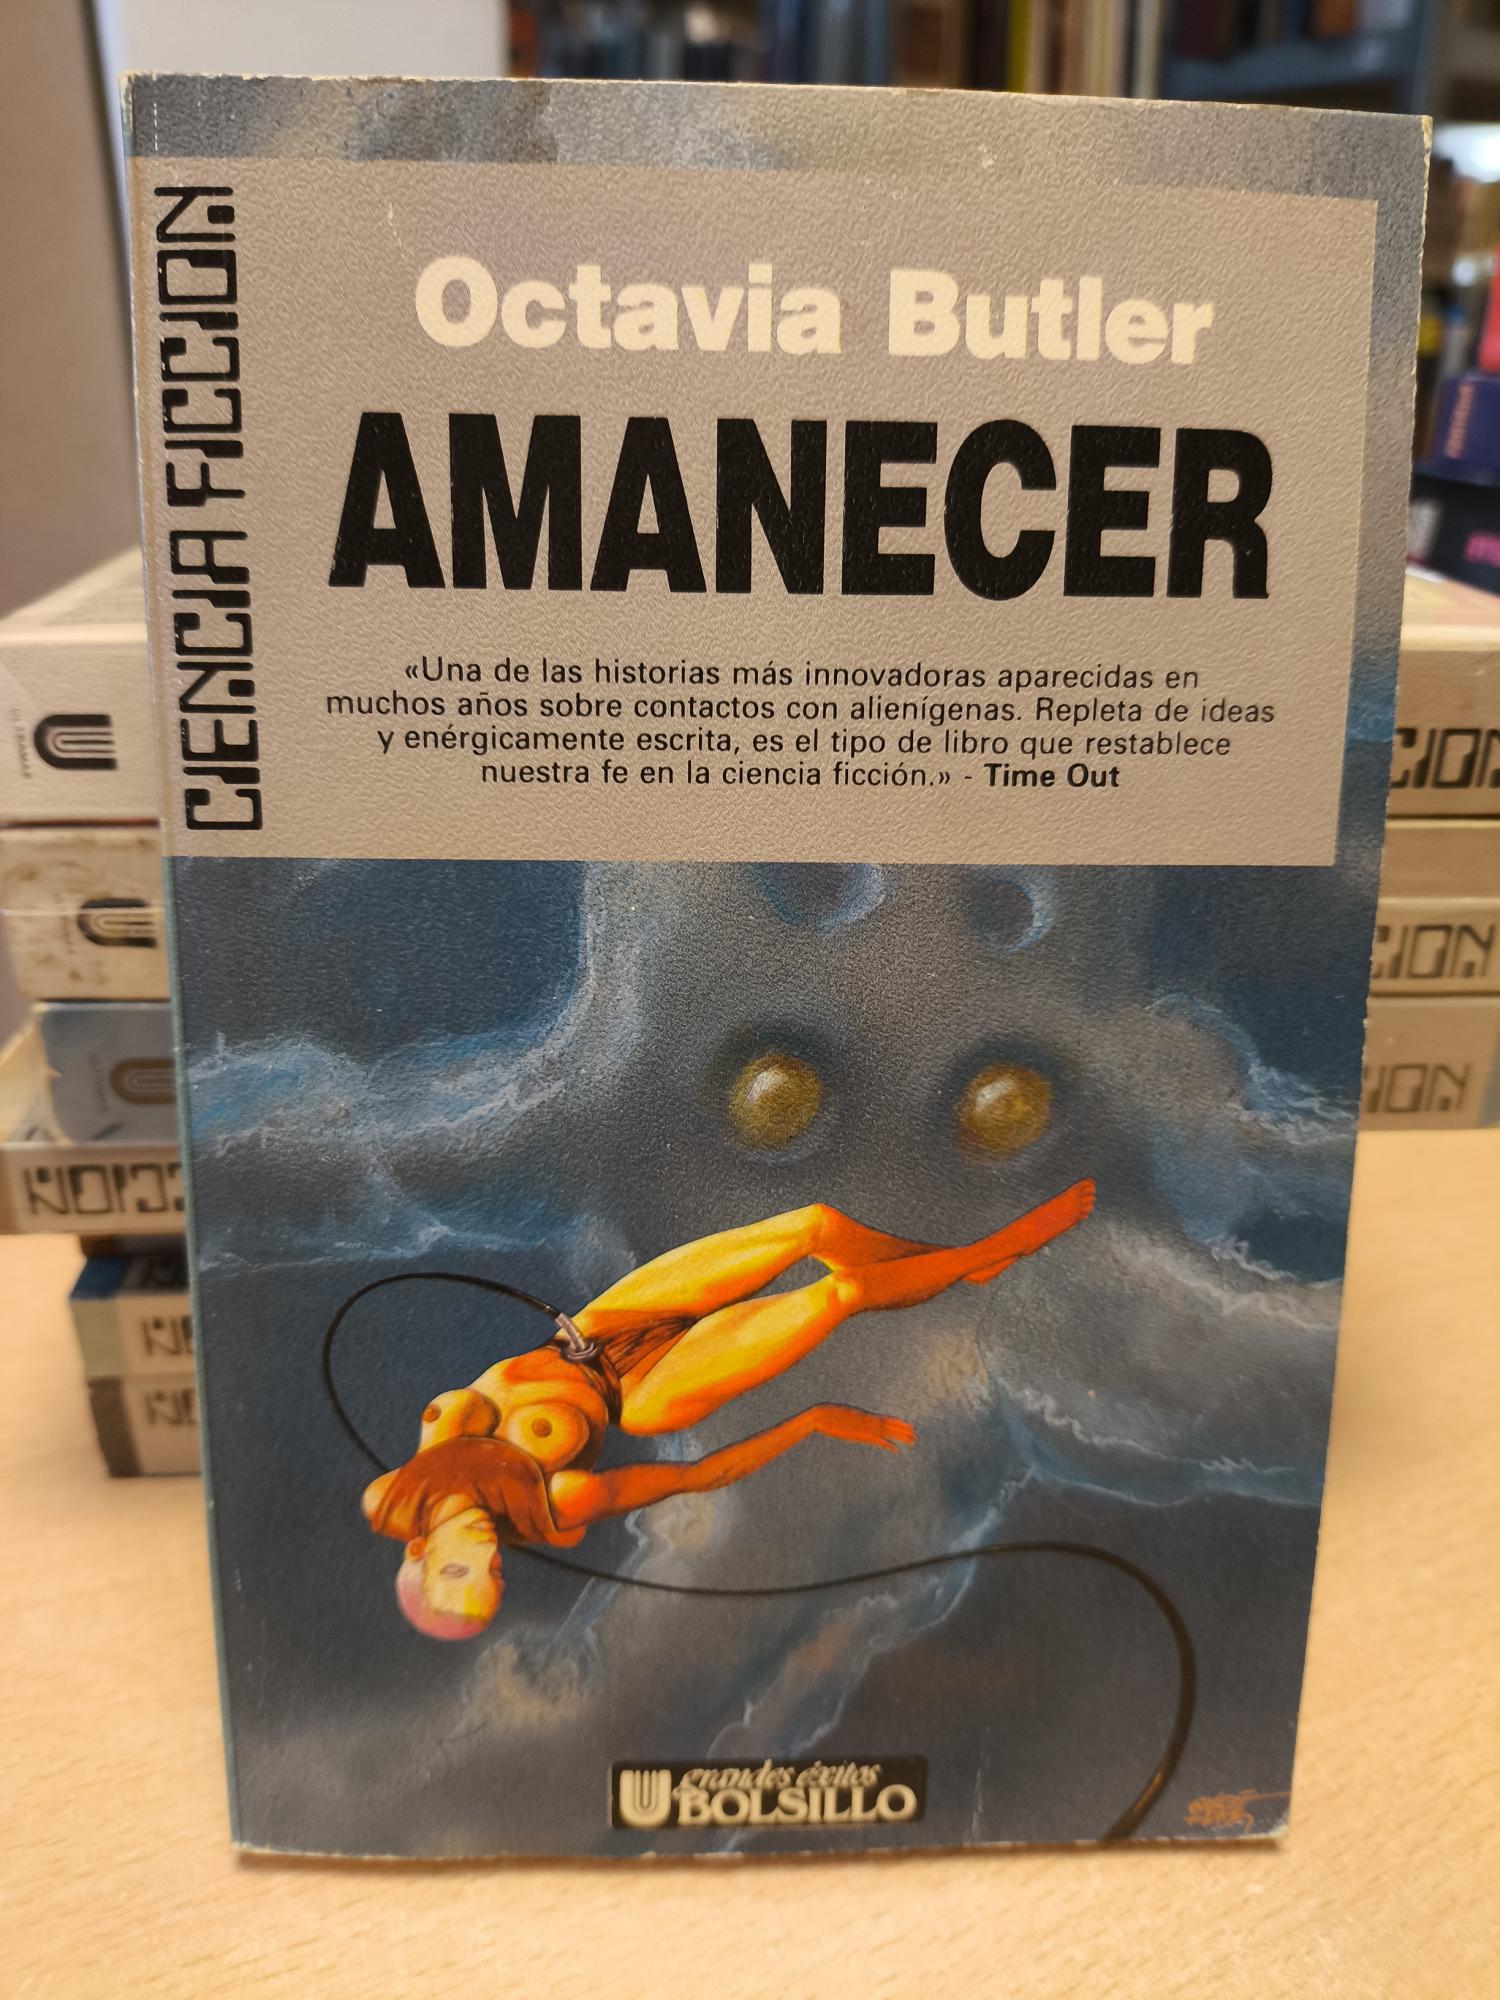 CIENCIA FICCION
Octavia Butler
AMANECER
«Una de las historias más innovadoras aparecidas en
muchos años sobre contactos con alienígenas. Repleta de ideas
y enérgicamente escrita, es el tipo de libro que restablece
nuestra fe en la ciencia ficción.» - Time Out
grandes éxitos
BOLSILLO
ULTRAMAR